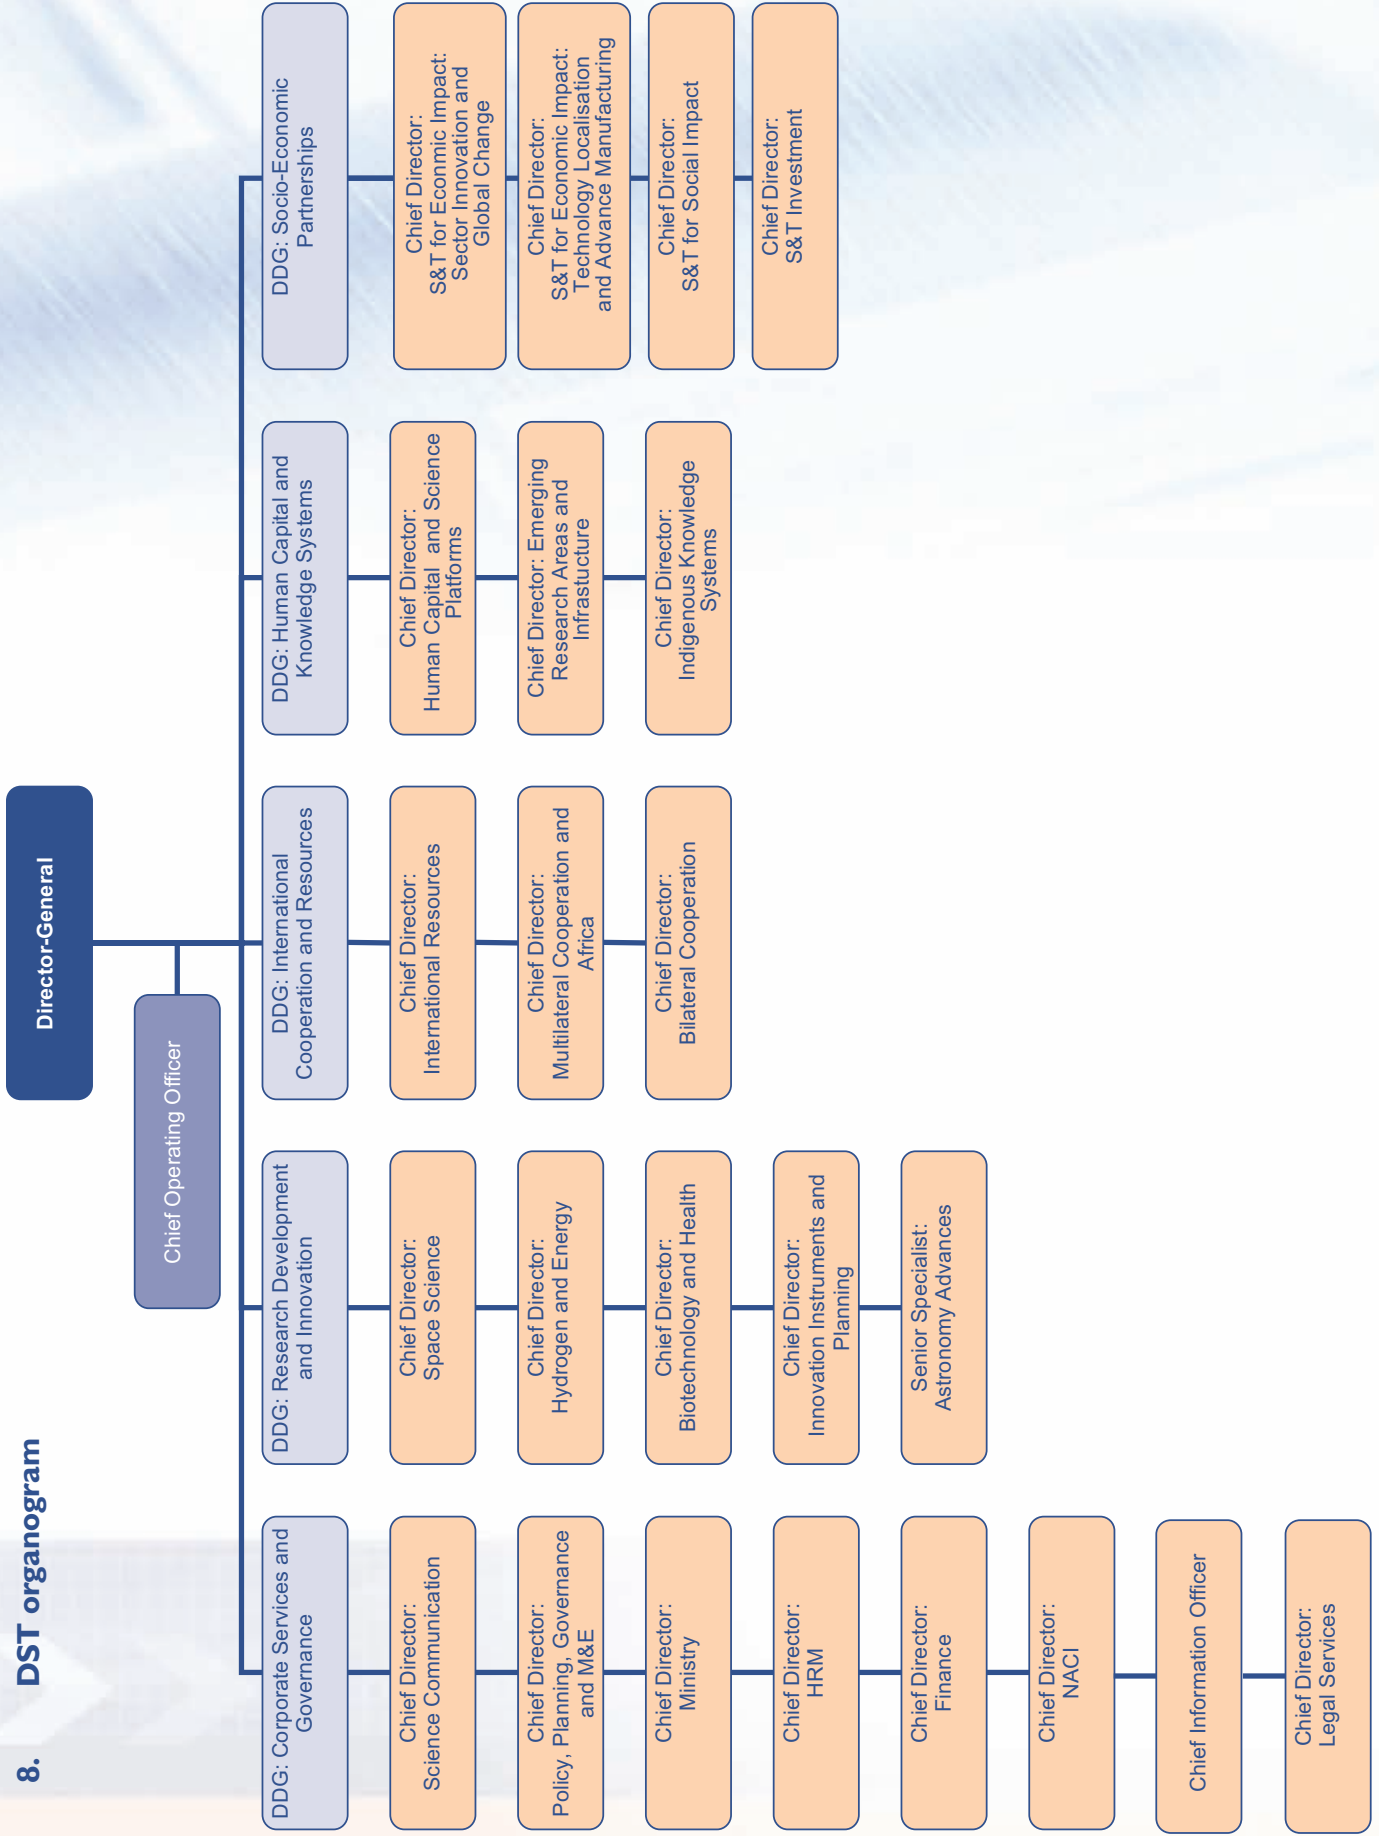 8. DST organogram
Director-General
Chief Operating Officer
DDG: Corporate Services and
Governance
Chief Director:
Science Communication
Chief Director:
Policy, Planning, Governance
and M&E
Chief Director:
Ministry
Chief Director:
HRM
Chief Director:
Finance
Chief Director:
NACI
Chief Information Officer
Chief Director:
Legal Services
DDG: Research Development
and Innovation
Chief Director:
Space Science
Chief Director:
Hydrogen and Energy
Chief Director:
Biotechnology and Health
Chief Director:
Innovation Instruments and
Planning
Senior Specialist:
Astronomy Advances
DDG: International
Cooperation and Resources
Chief Director:
International Resources
Chief Director:
Multilateral Cooperation and
Africa
Chief Director:
Bilateral Cooperation
DDG: Human Capital and
Knowledge Systems
Chief Director:
Human Capital and Science
Platforms
Chief Director: Emerging
Research Areas and
Infrastucture
Chief Director:
Indigenous Knowledge
Systems
DDG: Socio-Economic
Partnerships
Chief Director:
S&T for Econmic Impact:
Sector Innovation and
Global Change
Chief Director:
S&T for Economic Impact:
Technology Localisation
and Advance Manufacturing
Chief Director:
S&T for Social Impact
Chief Director:
S&T Investment